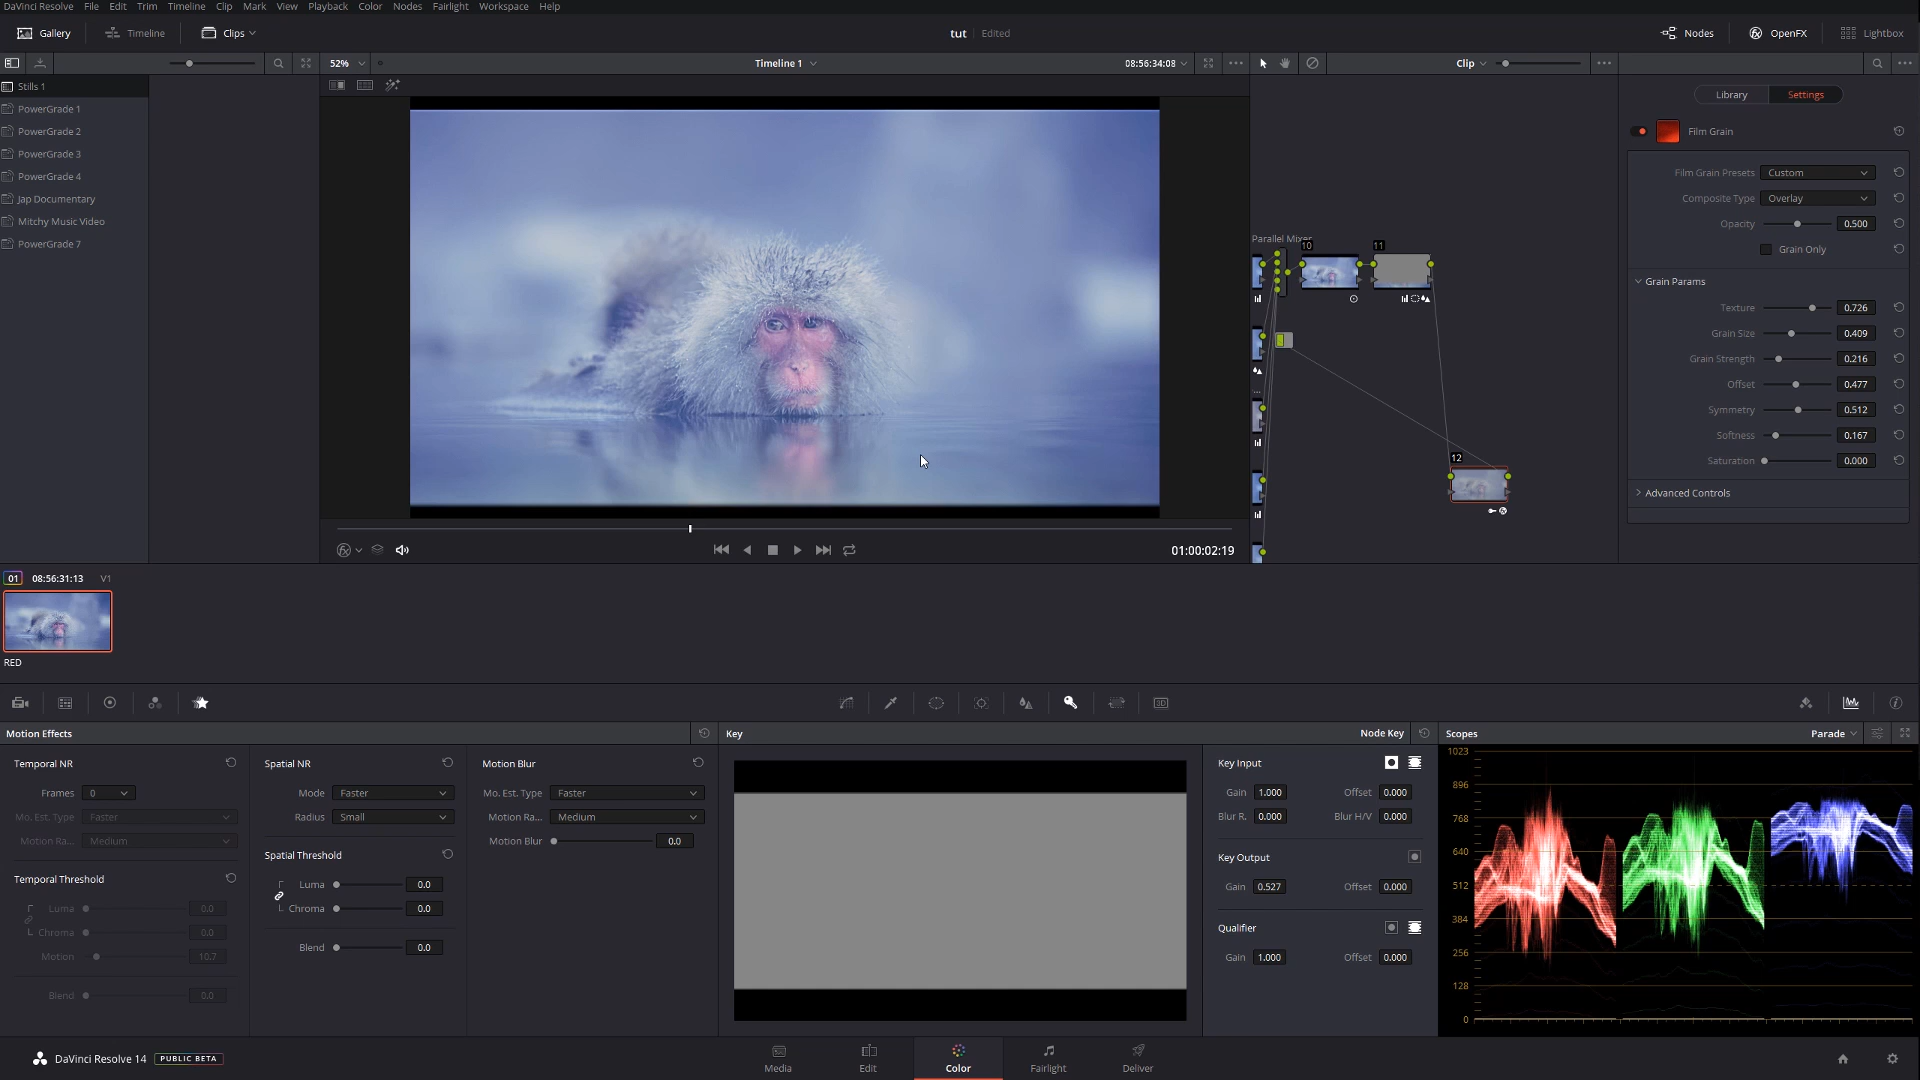 DaVinci Resolve File Edit Trim Timeline Clip Mark View Playback Color Nodes Fairlight Workspace Help
Gallery Timeline Clips tut Edited Nodes OpenFX Lightbox
52% Timeline 1 08:56:34:08 Clip
Stills 1
PowerGrade 1
PowerGrade 2
PowerGrade 3
PowerGrade 4
Jap Documentary
Mitchy Music Video
PowerGrade 7
01:00:02:19
Parallel Mixer
10
11
12
Library Settings
Film Grain
Film Grain Presets Custom
Composite Type Overlay
Opacity 0.500
Grain Only
Grain Params
Texture 0.726
Grain Size 0.409
Grain Strength 0.216
Offset 0.477
Symmetry 0.512
Softness 0.167
Saturation 0.000
Advanced Controls
01 08:56:31:13 V1
RED
3D
Motion Effects
Temporal NR
Frames 0
Mo. Est. Type Faster
Motion Ra... Medium
Temporal Threshold
Luma 0.0
Chroma 0.0
Motion 10.7
Blend 0.0
Spatial NR
Mode Faster
Radius Small
Spatial Threshold
Luma 0.0
Chroma 0.0
Blend 0.0
Motion Blur
Mo. Est. Type Faster
Motion Ra... Medium
Motion Blur 0.0
Key Node Key
Key Input
Gain 1.000 Offset 0.000
Blur R. 0.000 Blur H/V 0.000
Key Output
Gain 0.527 Offset 0.000
Qualifier
Gain 1.000 Offset 0.000
Scopes Parade
1023
896
768
640
512
384
256
128
0
DaVinci Resolve 14 PUBLIC BETA
Media Edit Color Fairlight Deliver